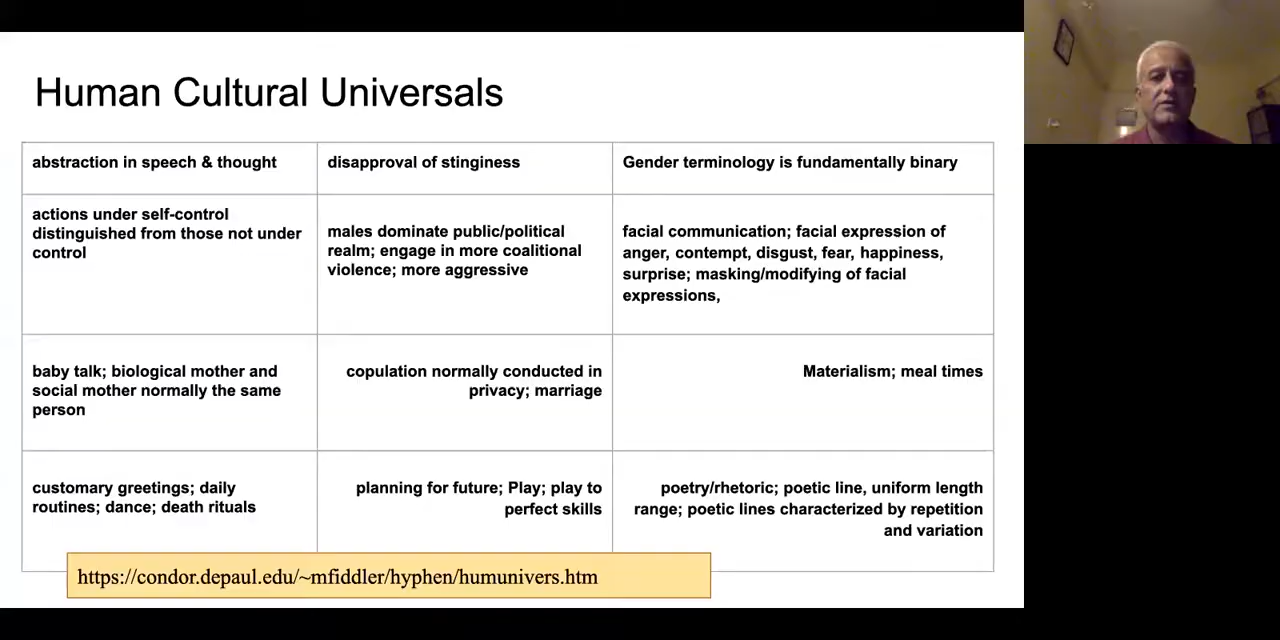 Human Cultural Universals
abstraction in speech & thought
disapproval of stinginess
Gender terminology is fundamentally binary
actions under self-control
distinguished from those not under
control
males dominate public/political
realm; engage in more coalitional
violence; more aggressive
facial communication; facial expression of
anger, contempt, disgust, fear, happiness,
surprise; masking/modifying of facial
expressions,
baby talk; biological mother and
social mother normally the same
person
copulation normally conducted in
privacy; marriage
Materialism; meal times
customary greetings; daily
routines; dance; death rituals
planning for future; Play; play to
perfect skills
poetry/rhetoric; poetic line, uniform length
range; poetic lines characterized by repetition
and variation
https://condor.depaul.edu/~mfiddler/hyphen/humunivers.htm